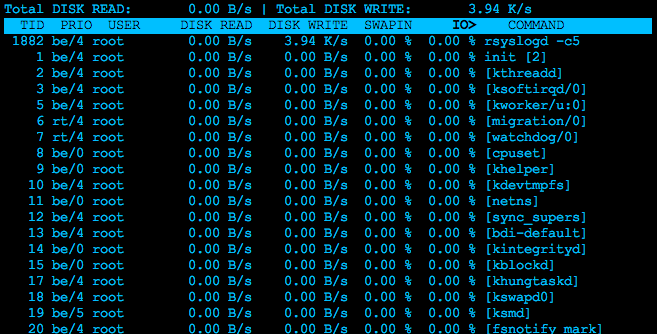 Total DISK READ: 0.00 B/s | Total DISK WRITE: 3.94 K/s
TID PRIO USER DISK READ DISK WRITE SWAPIN IO> COMMAND
1882 be/4 root 0.00 B/s 3.94 K/s 0.00 % 0.00 % rsyslogd -c5
1 be/4 root 0.00 B/s 0.00 B/s 0.00 % 0.00 % init [2]
2 be/4 root 0.00 B/s 0.00 B/s 0.00 % 0.00 % [kthreadd]
3 be/4 root 0.00 B/s 0.00 B/s 0.00 % 0.00 % [ksoftirqd/0]
5 be/4 root 0.00 B/s 0.00 B/s 0.00 % 0.00 % [kworker/u:0]
6 rt/4 root 0.00 B/s 0.00 B/s 0.00 % 0.00 % [migration/0]
7 rt/4 root 0.00 B/s 0.00 B/s 0.00 % 0.00 % [watchdog/0]
8 be/0 root 0.00 B/s 0.00 B/s 0.00 % 0.00 % [cpuset]
9 be/0 root 0.00 B/s 0.00 B/s 0.00 % 0.00 % [khelper]
10 be/4 root 0.00 B/s 0.00 B/s 0.00 % 0.00 % [kdevtmpfs]
11 be/0 root 0.00 B/s 0.00 B/s 0.00 % 0.00 % [netns]
12 be/4 root 0.00 B/s 0.00 B/s 0.00 % 0.00 % [sync_supers]
13 be/4 root 0.00 B/s 0.00 B/s 0.00 % 0.00 % [bdi-default]
14 be/0 root 0.00 B/s 0.00 B/s 0.00 % 0.00 % [kintegrityd]
15 be/0 root 0.00 B/s 0.00 B/s 0.00 % 0.00 % [kblockd]
17 be/4 root 0.00 B/s 0.00 B/s 0.00 % 0.00 % [khungtaskd]
18 be/4 root 0.00 B/s 0.00 B/s 0.00 % 0.00 % [kswapd0]
19 be/5 root 0.00 B/s 0.00 B/s 0.00 % 0.00 % [ksmd]
20 be/4 root 0.00 B/s 0.00 B/s 0.00 % 0.00 % [fsnotify_mark]